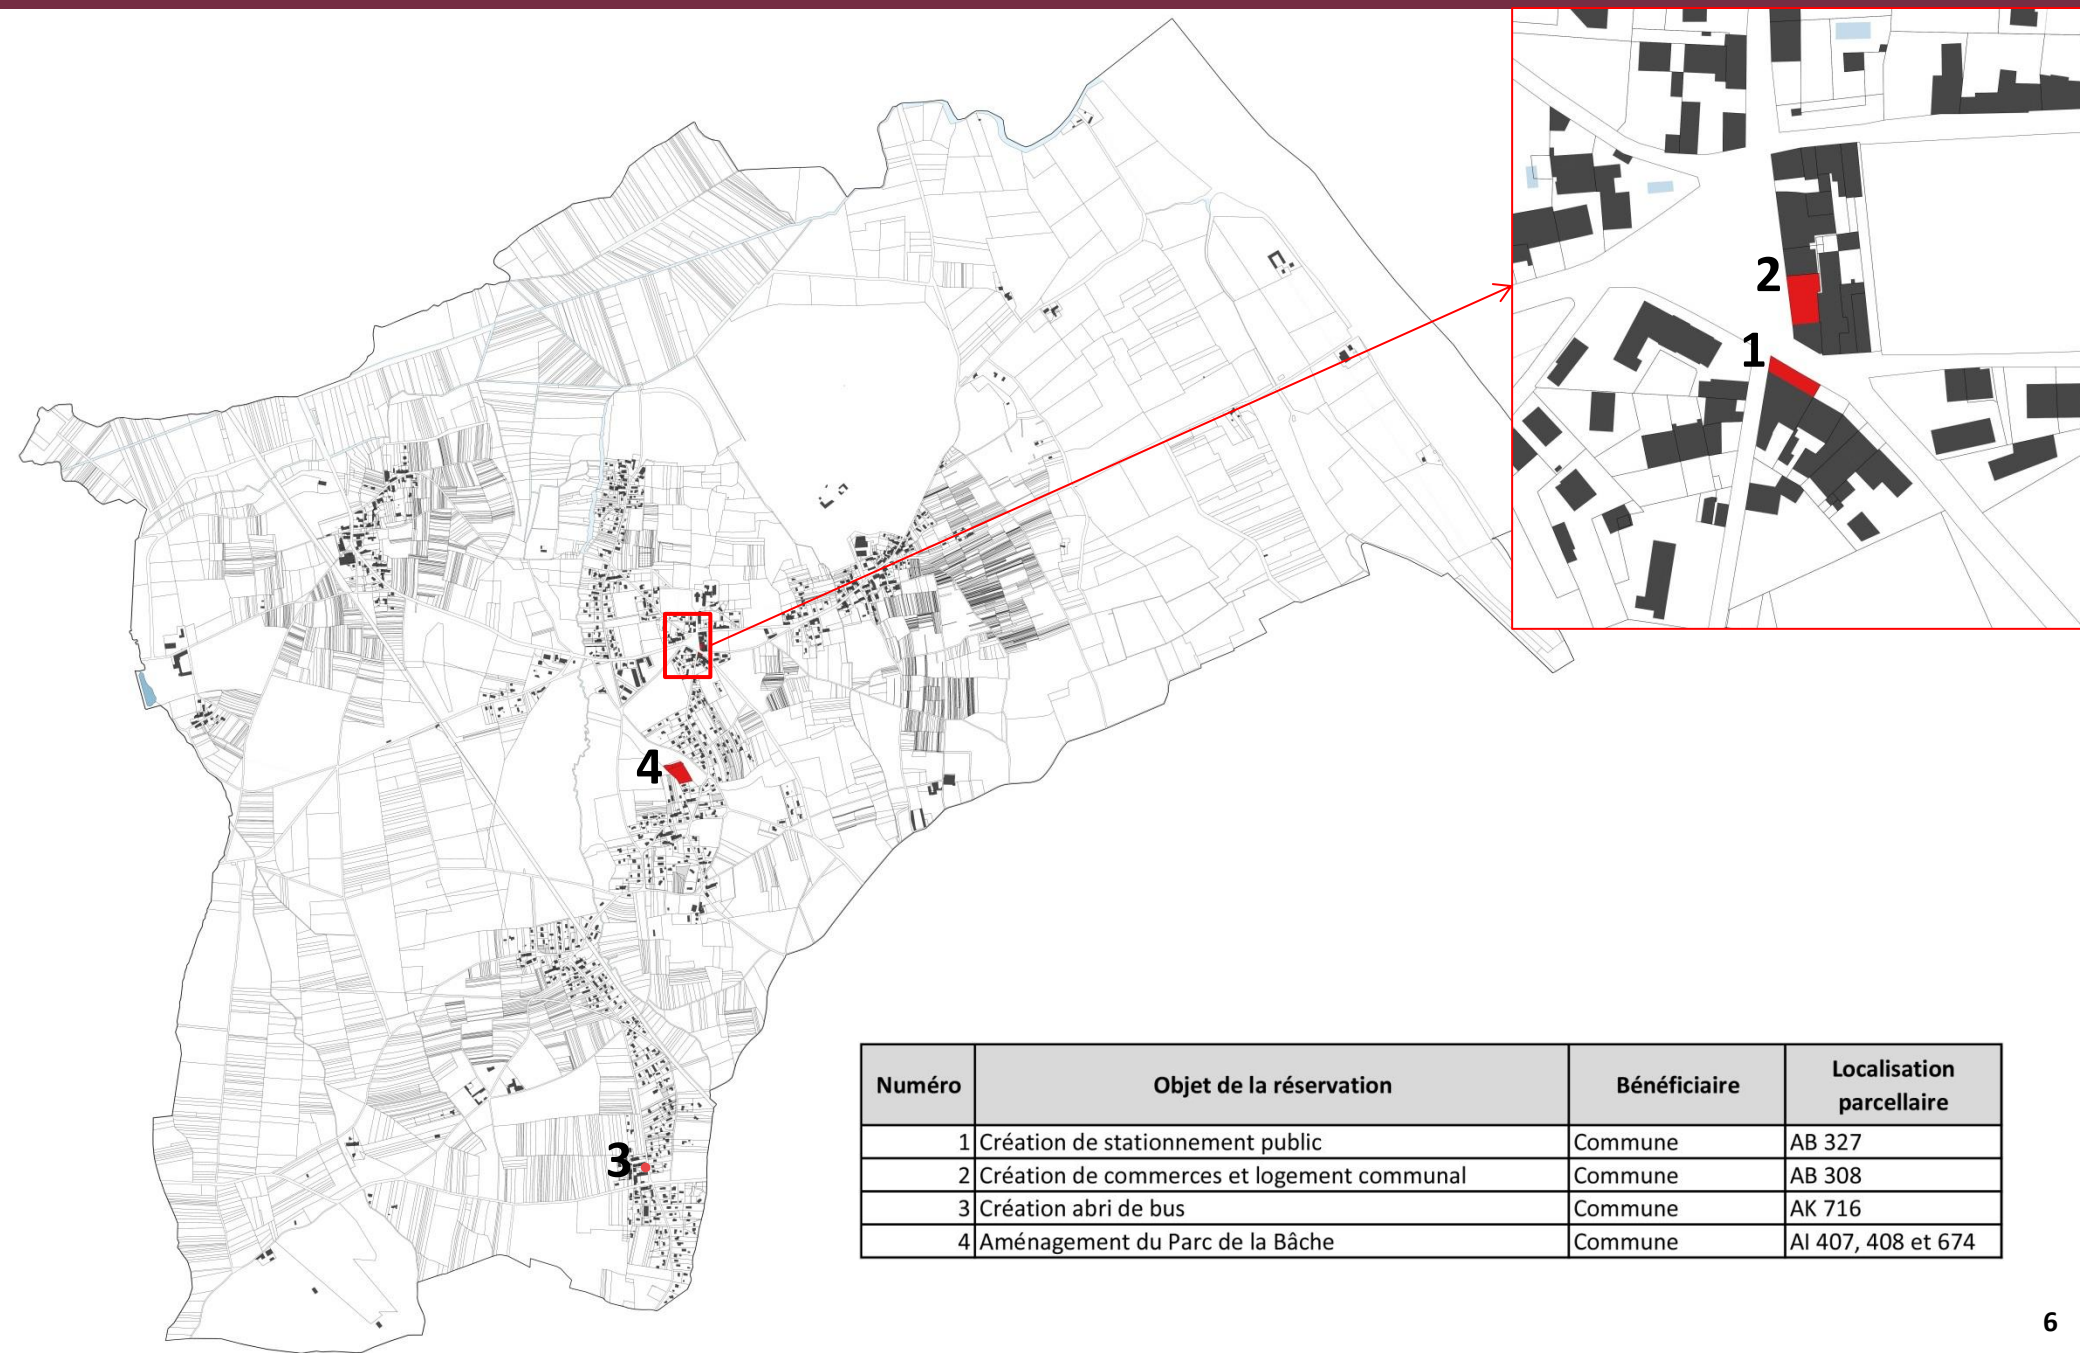 2
1
4
3
Numéro Objet de la réservation Bénéficiaire Localisation parcellaire
1 Création de stationnement public Commune AB 327
2 Création de commerces et logement communal Commune AB 308
3 Création abri de bus Commune AK 716
4 Aménagement du Parc de la Bâche Commune AI 407, 408 et 674
6